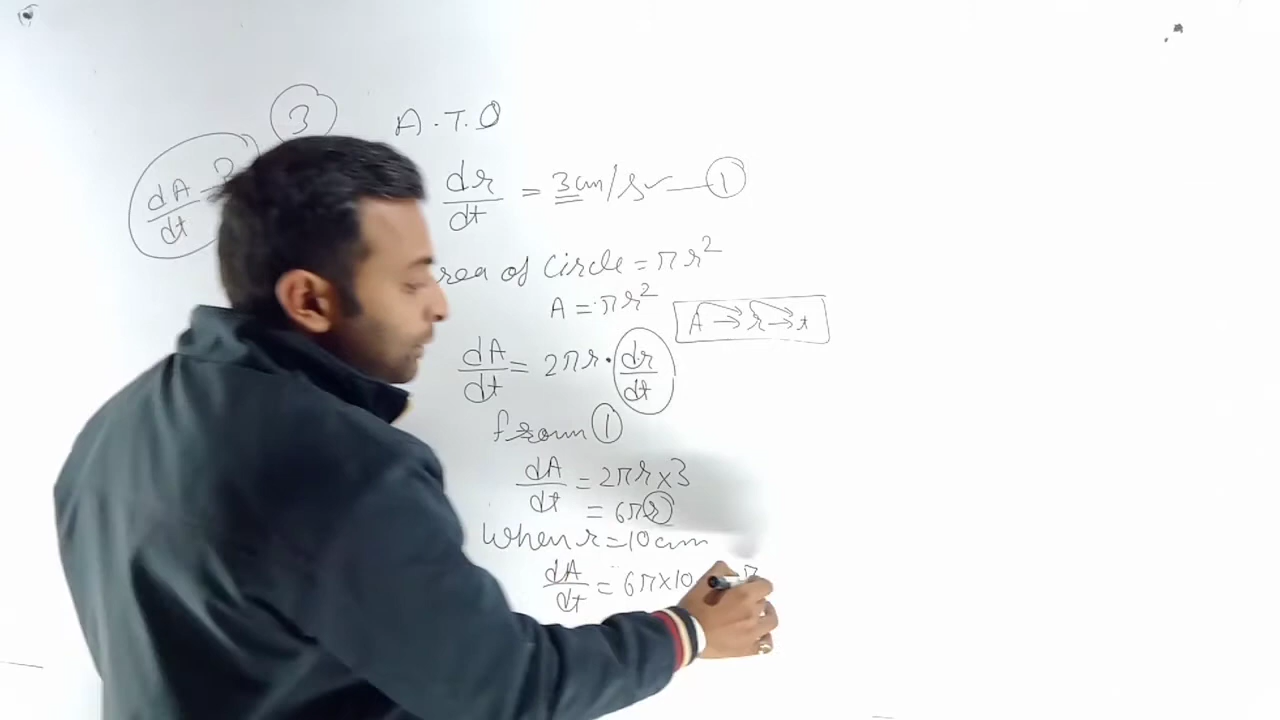 3
A.T.Q
dA/dt = ?
dr/dt = 3cm/s ✓ — ①
rea of Circle = πr²
A = πr²
A → r → t
dA/dt = 2πr · dr/dt
from ①
dA/dt = 2πr×3
= 6πr
When r = 10cm
dA/dt = 6π×10